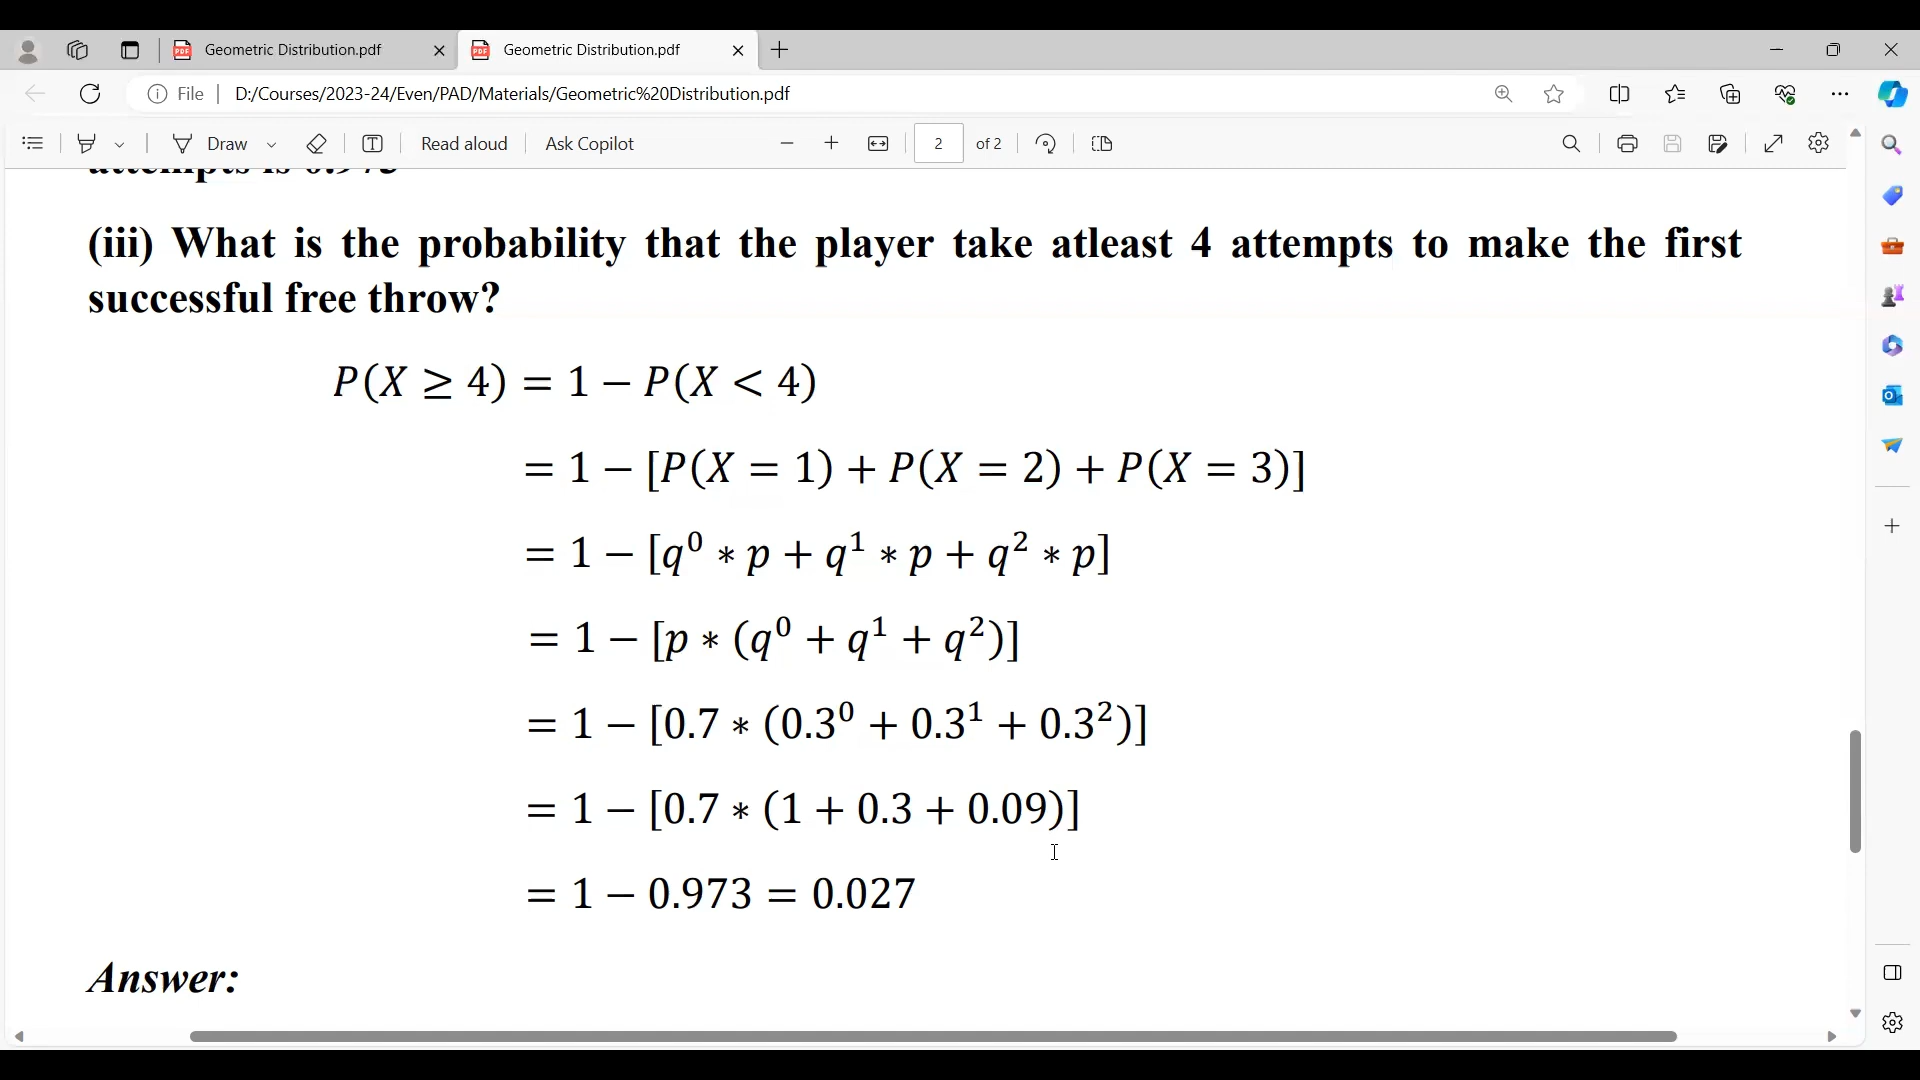 Geometric Distribution.pdf
Geometric Distribution.pdf
File
D:/Courses/2023-24/Even/PAD/Materials/Geometric%20Distribution.pdf
Draw
Read aloud
Ask Copilot
2
of 2
attempts is 0.973
(iii) What is the probability that the player take atleast 4 attempts to make the first
successful free throw?
P(X ≥ 4) = 1 − P(X < 4)
= 1 − [P(X = 1) + P(X = 2) + P(X = 3)]
= 1 − [q⁰ ∗ p + q¹ ∗ p + q² ∗ p]
= 1 − [p ∗ (q⁰ + q¹ + q²)]
= 1 − [0.7 ∗ (0.3⁰ + 0.3¹ + 0.3²)]
= 1 − [0.7 ∗ (1 + 0.3 + 0.09)]
= 1 − 0.973 = 0.027
Answer: